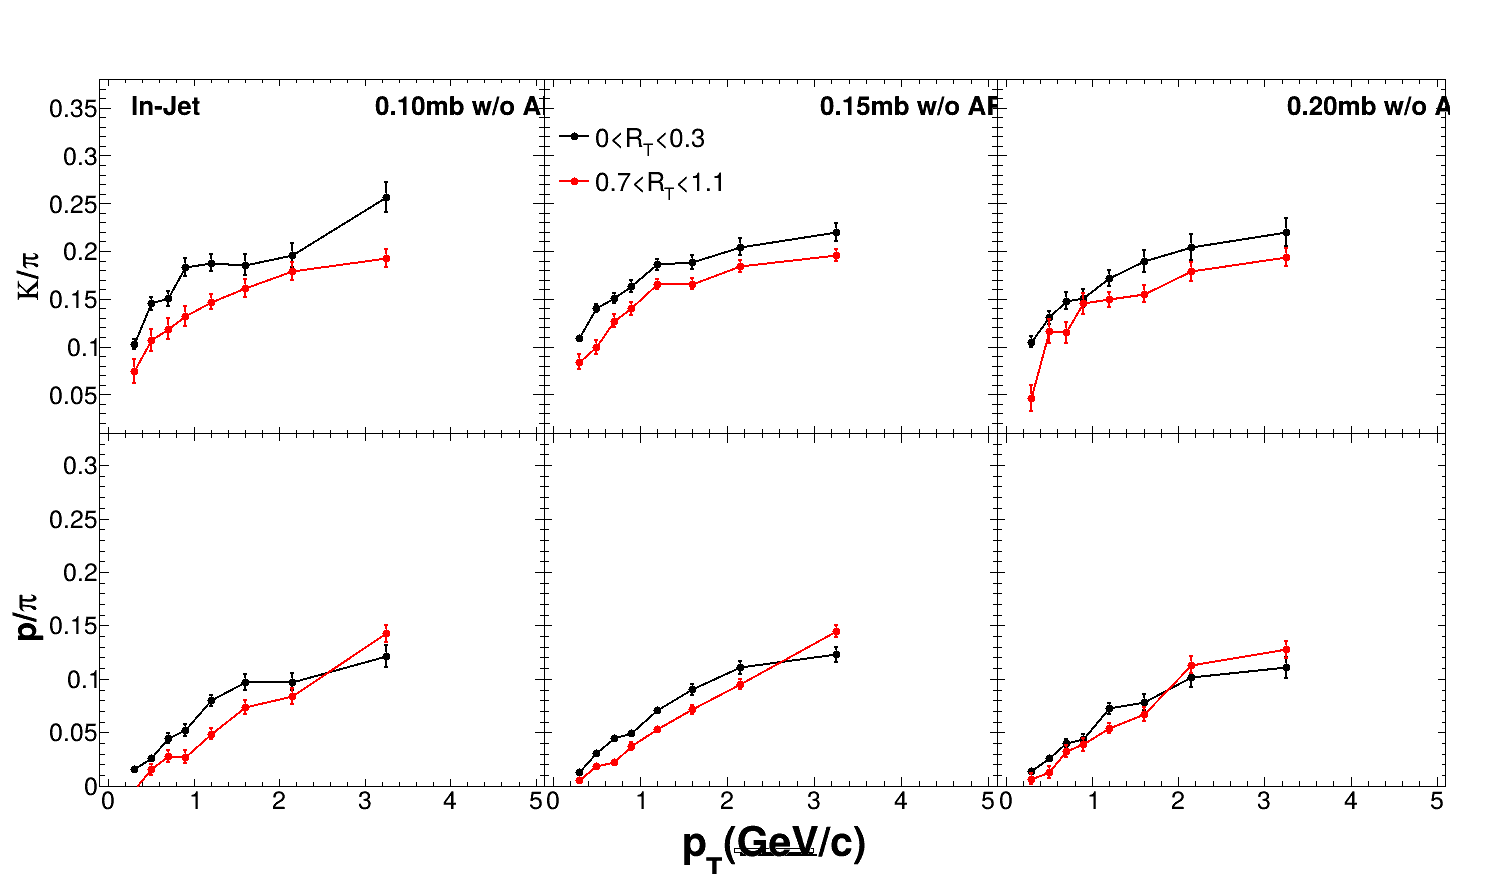 In-Jet
0.10mb w/o A
0.15mb w/o AF
0.20mb w/o A
0<R_T<0.3
0.7<R_T<1.1
K/π
0.35
0.3
0.25
0.2
0.15
0.1
0.05
p/π
0.3
0.25
0.2
0.15
0.1
0.05
0
0 1 2 3 4 5 0 1 2 3 4 5 0 1 2 3 4 5
p_T(GeV/c)